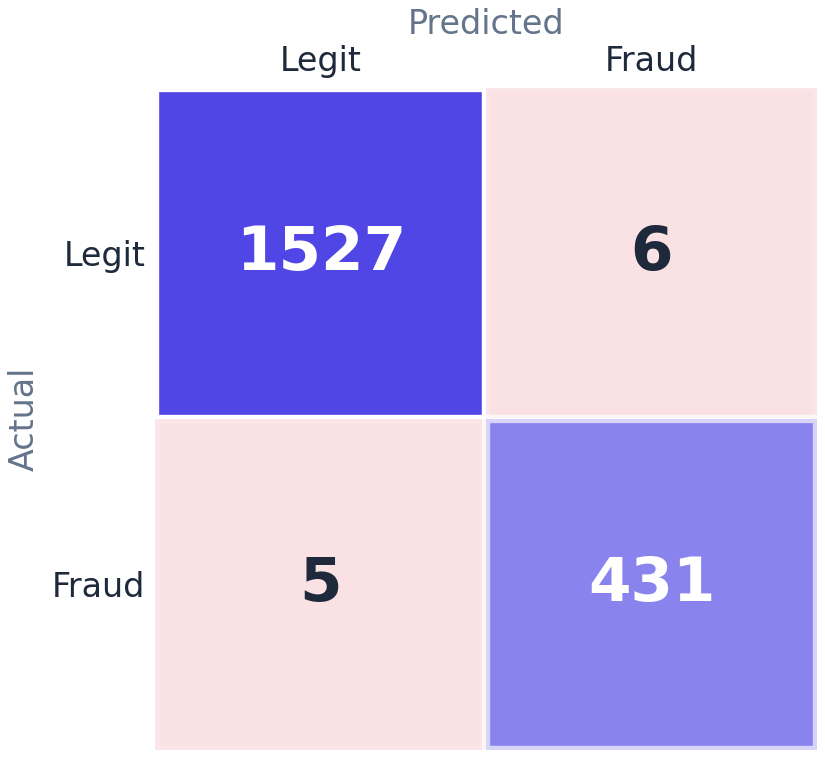 Predicted
Legit Fraud
Legit 1527 6
Actual
Fraud 5 431